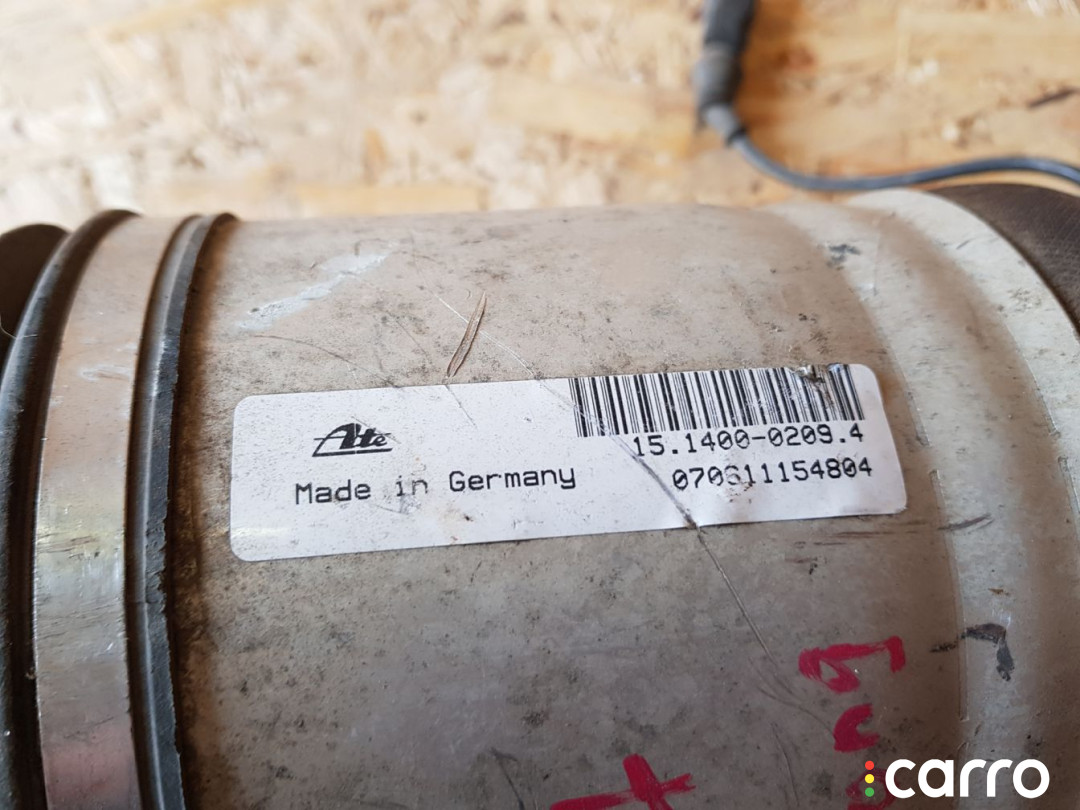 Ate
Made in Germany
15.1400-0209.4
070611154804
carro